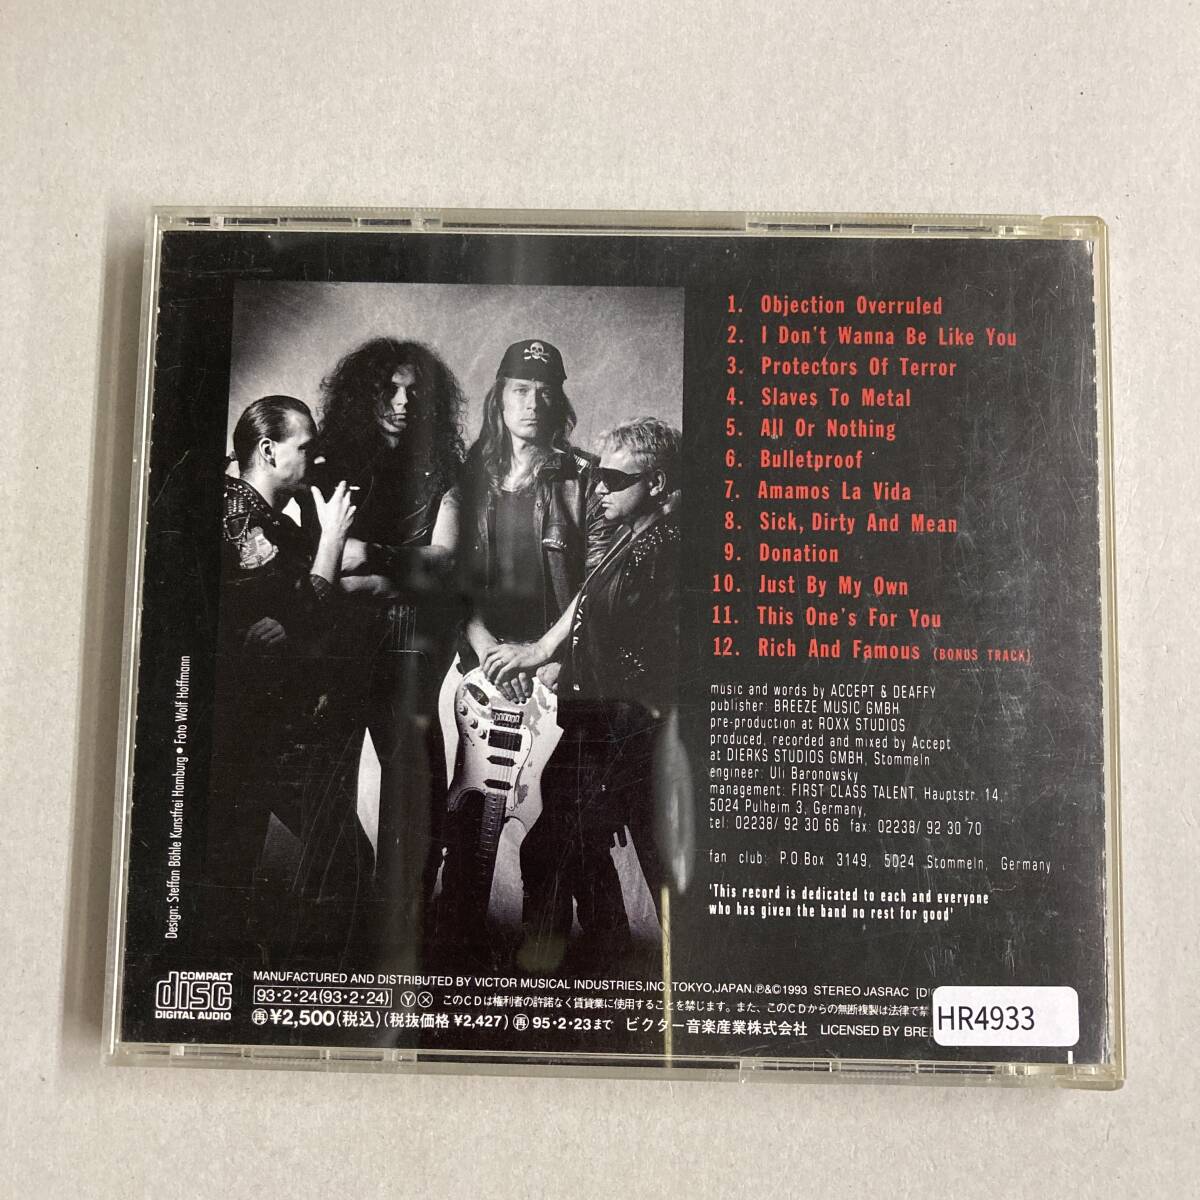 1. Objection Overruled
2. I Don't Wanna Be Like You
3. Protectors Of Terror
4. Slaves To Metal
5. All Or Nothing
6. Bulletproof
7. Amamos La Vida
8. Sick, Dirty And Mean
9. Donation
10. Just By My Own
11. This One's For You
12. Rich And Famous (BONUS TRACK)
music and words by ACCEPT & DEAFFY
publisher: BREEZE MUSIC GMBH
pre-production at ROXX STUDIOS
produced, recorded and mixed by Accept
at DIERKS STUDIOS GMBH, Stommeln
engineer: Uli Baronowsky
management: FIRST CLASS TALENT, Hauptstr. 14,
5024 Pulheim 3, Germany,
tel: 02238/ 92 30 66 fax: 02238/ 92 30 70
fan club: P.O.Box 3149, 5024 Stommeln, Germany
'This record is dedicated to each and everyone
who has given the band no rest for good'
Design: Steffan Böhle Kunstfrei Hamburg • Foto Wolf Hoffmann
COMPACT
disc
DIGITAL AUDIO
MANUFACTURED AND DISTRIBUTED BY VICTOR MUSICAL INDUSTRIES,INC.,TOKYO,JAPAN.Ⓟ&©1993 STEREO JASRAC
93・2・24(93・2・24) Ⓨ ⓧ このCDは権利者の許諾なく賃貸業に使用することを禁じます。また、このCDからの無断複製は法律で禁
㊐¥2,500(税込)(税抜価格 ¥2,427) ㊐95・2・23まで ビクター音楽産業株式会社 LICENSED BY BREE
HR4933